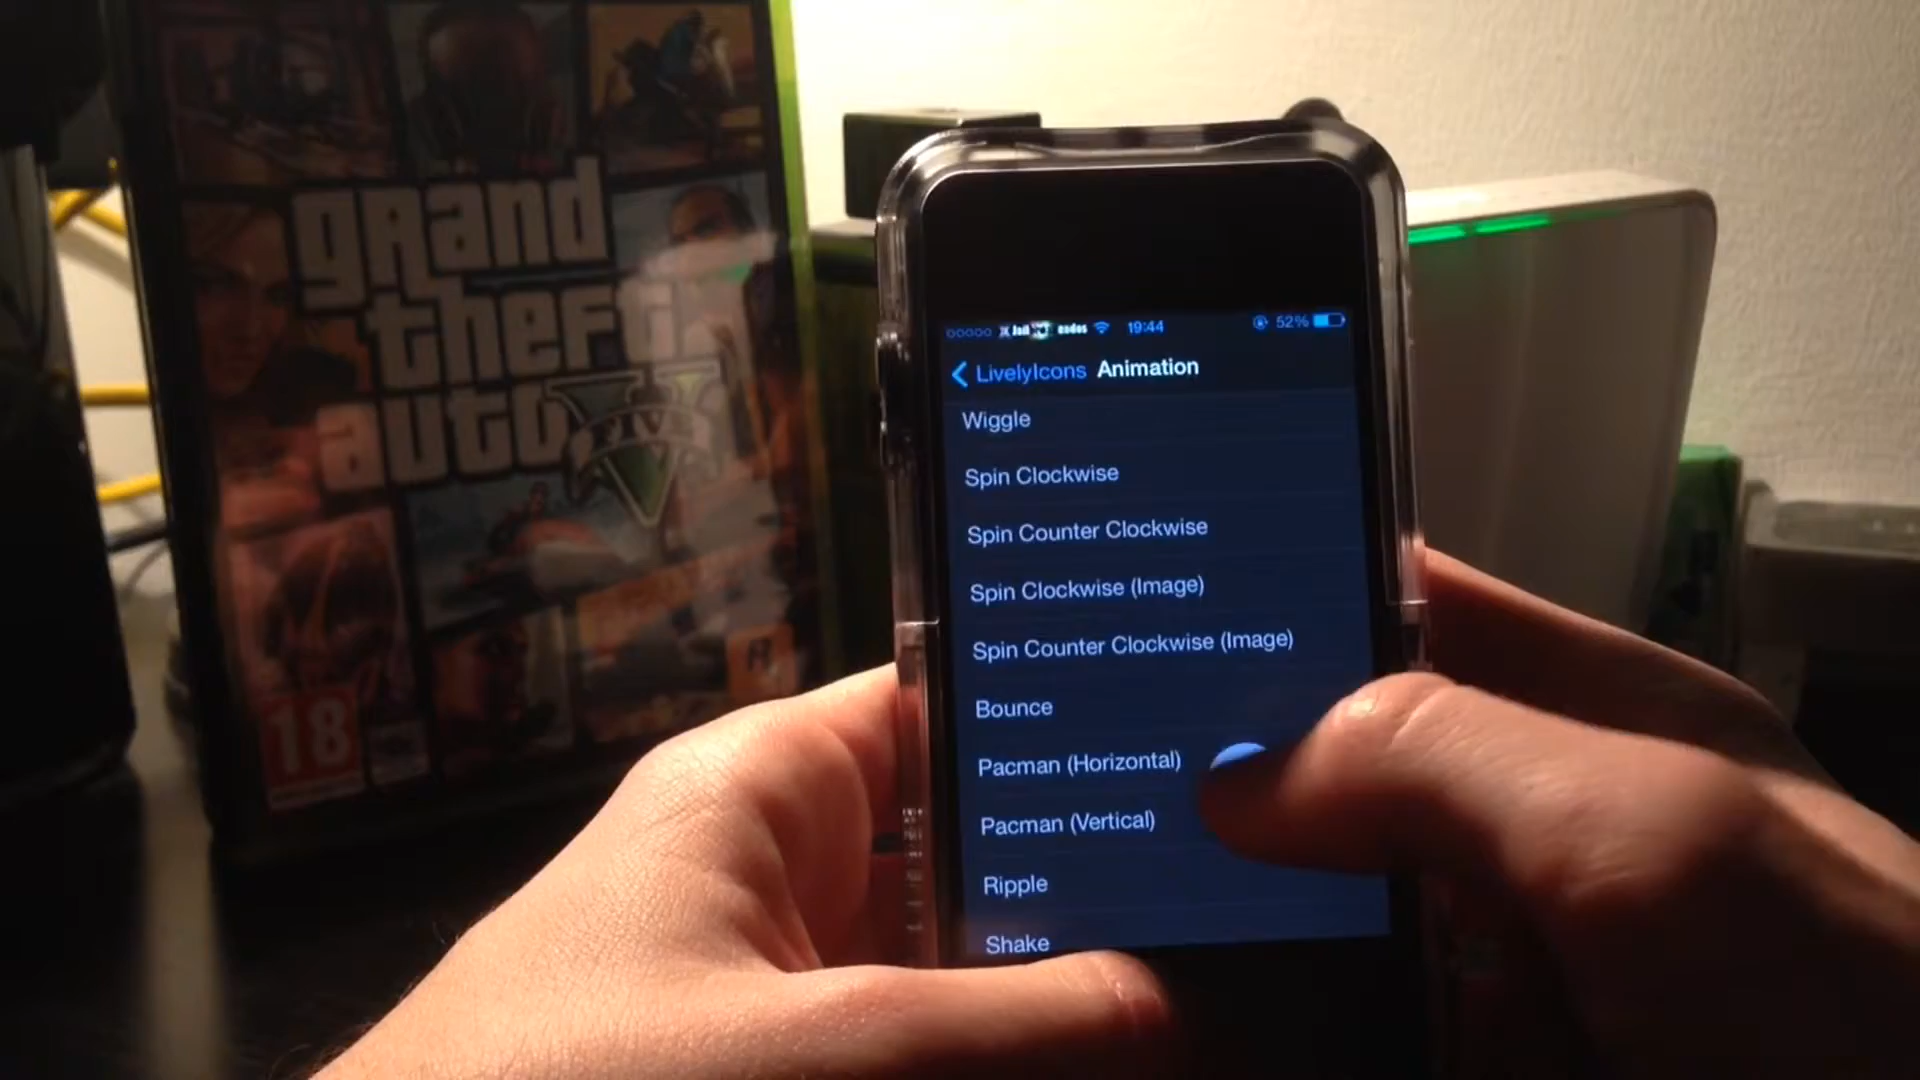 grand
theft
auto
V
FIVE
18
R
19:44
52%
LivelyIcons Animation
Wiggle
Spin Clockwise
Spin Counter Clockwise
Spin Clockwise (Image)
Spin Counter Clockwise (Image)
Bounce
Pacman (Horizontal)
Pacman (Vertical)
Ripple
Shake